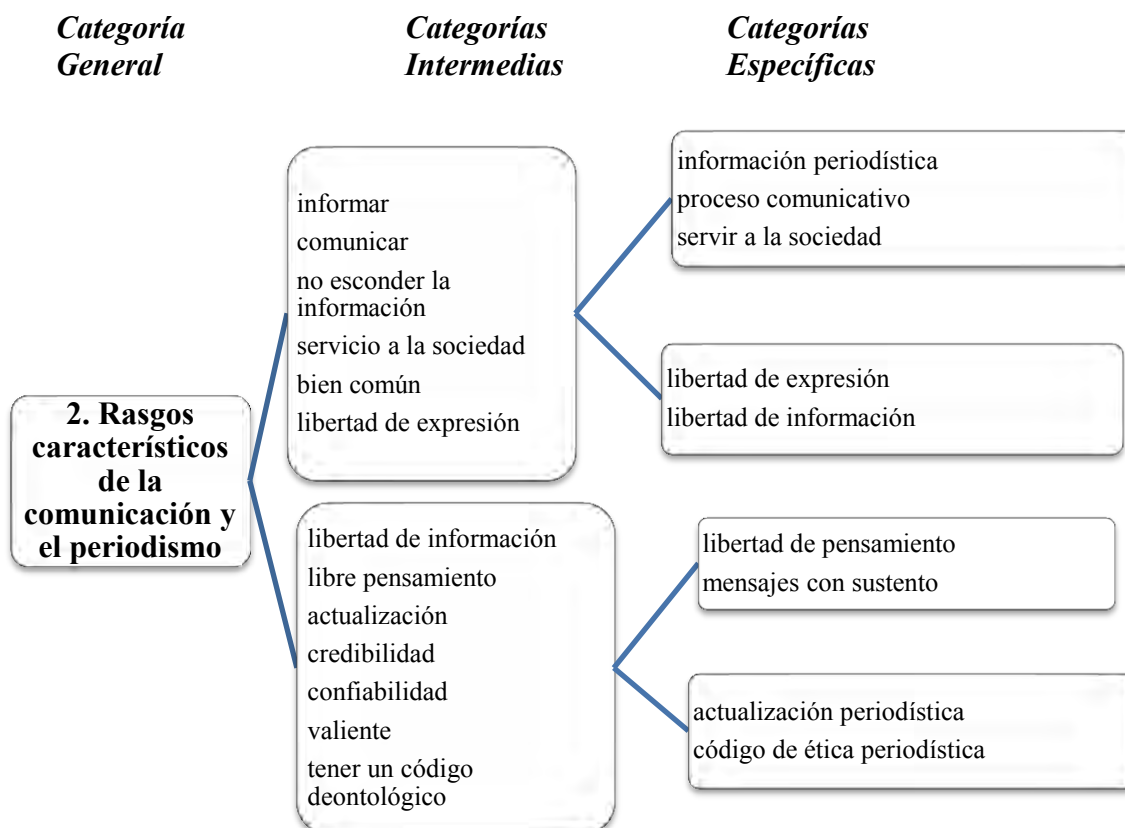 Categoría
General
Categorías
Intermedias
Categorías
Específicas
2. Rasgos
característicos
de la
comunicación y
el periodismo
informar
comunicar
no esconder la
información
servicio a la sociedad
bien común
libertad de expresión
libertad de información
libre pensamiento
actualización
credibilidad
confiabilidad
valiente
tener un código
deontológico
información periodística
proceso comunicativo
servir a la sociedad
libertad de expresión
libertad de información
libertad de pensamiento
mensajes con sustento
actualización periodística
código de ética periodística